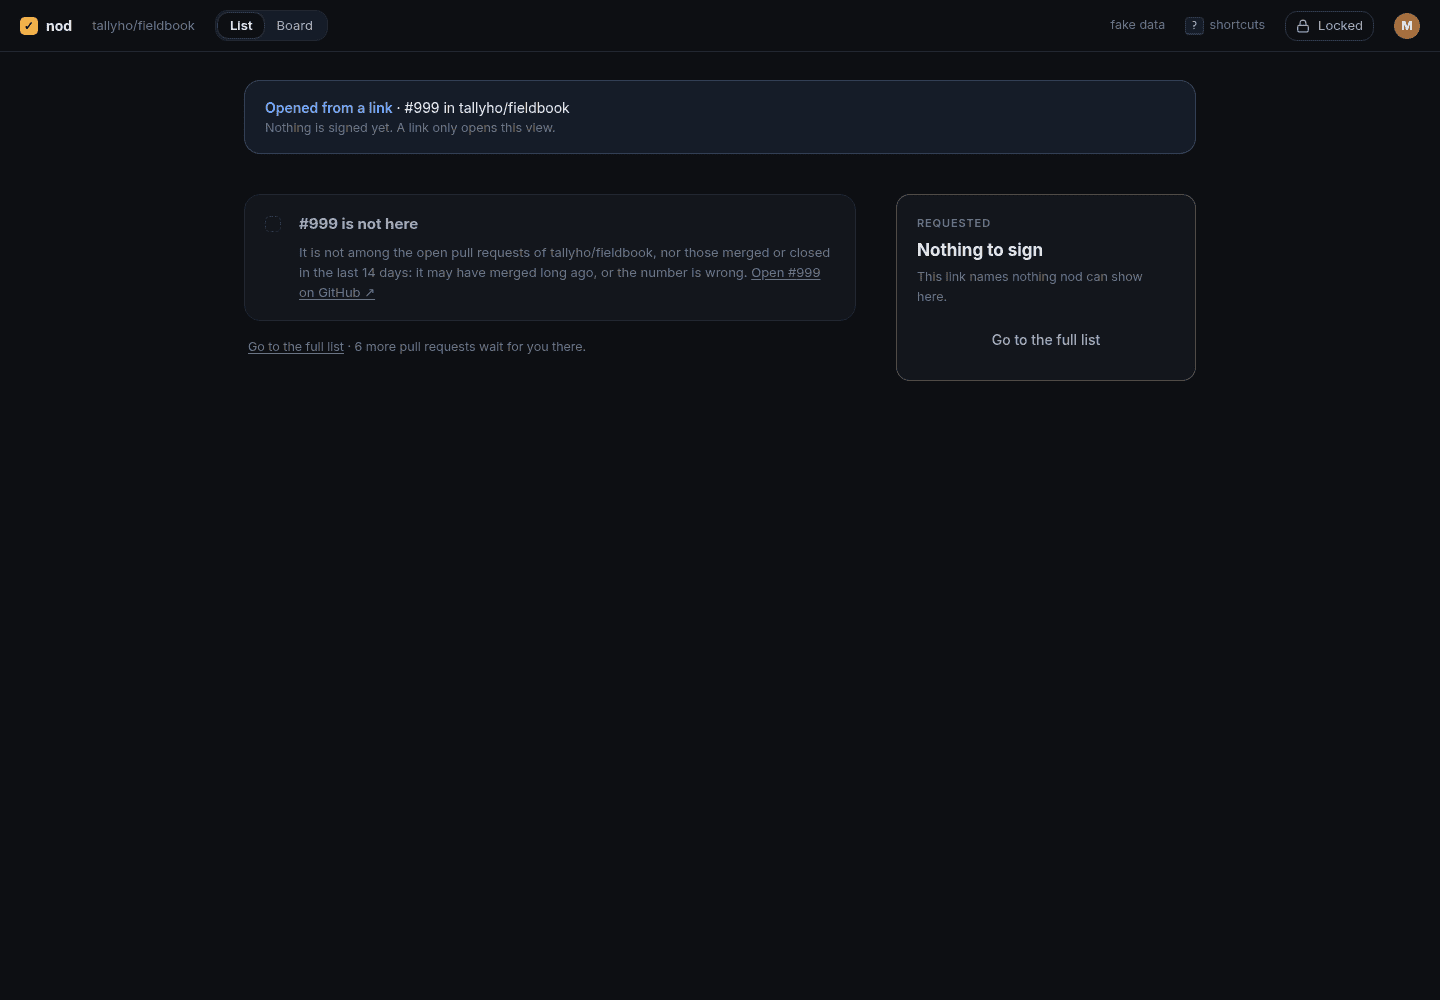 ✓ nod tallyho/fieldbook List Board fake data ? shortcuts Locked M
Opened from a link · #999 in tallyho/fieldbook
Nothing is signed yet. A link only opens this view.
#999 is not here
It is not among the open pull requests of tallyho/fieldbook, nor those merged or closed
in the last 14 days: it may have merged long ago, or the number is wrong. Open #999
on GitHub ↗
Go to the full list · 6 more pull requests wait for you there.
REQUESTED
Nothing to sign
This link names nothing nod can show
here.
Go to the full list